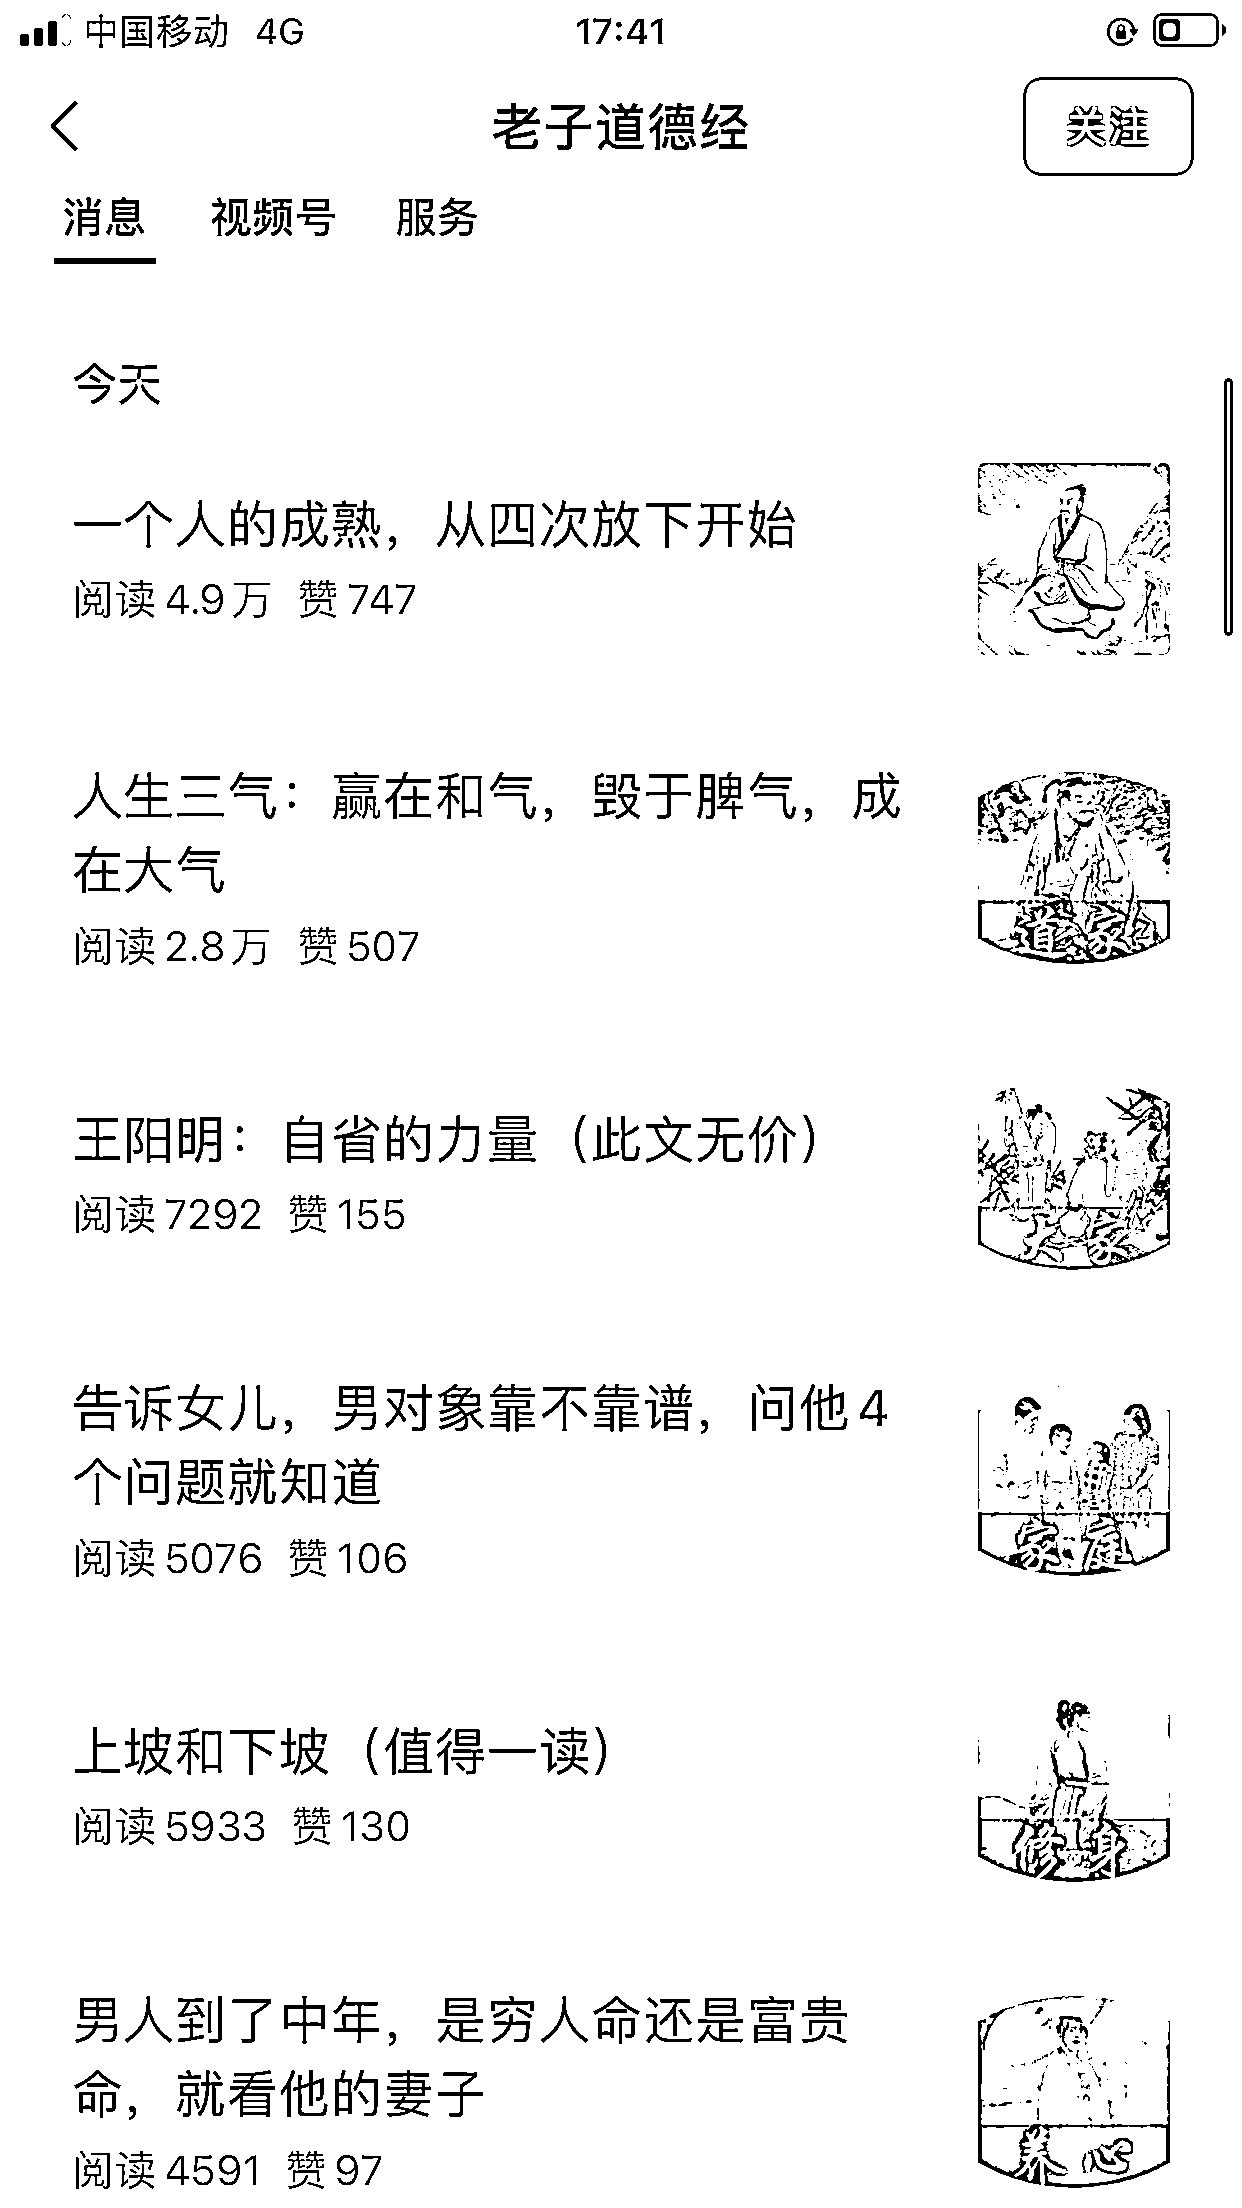 中国移动 4G 17:41
老子道德经 关注
消息 视频号 服务
今天
一个人的成熟，从四次放下开始
阅读 4.9万 赞 747
人生三气：赢在和气，毁于脾气，成
在大气
阅读 2.8万 赞 507
道家
王阳明：自省的力量（此文无价）
阅读 7292 赞 155
大家
告诉女儿，男对象靠不靠谱，问他 4
个问题就知道
阅读 5076 赞 106
家庭
上坡和下坡（值得一读）
阅读 5933 赞 130
修身
男人到了中年，是穷人命还是富贵
命，就看他的妻子
阅读 4591 赞 97
养心